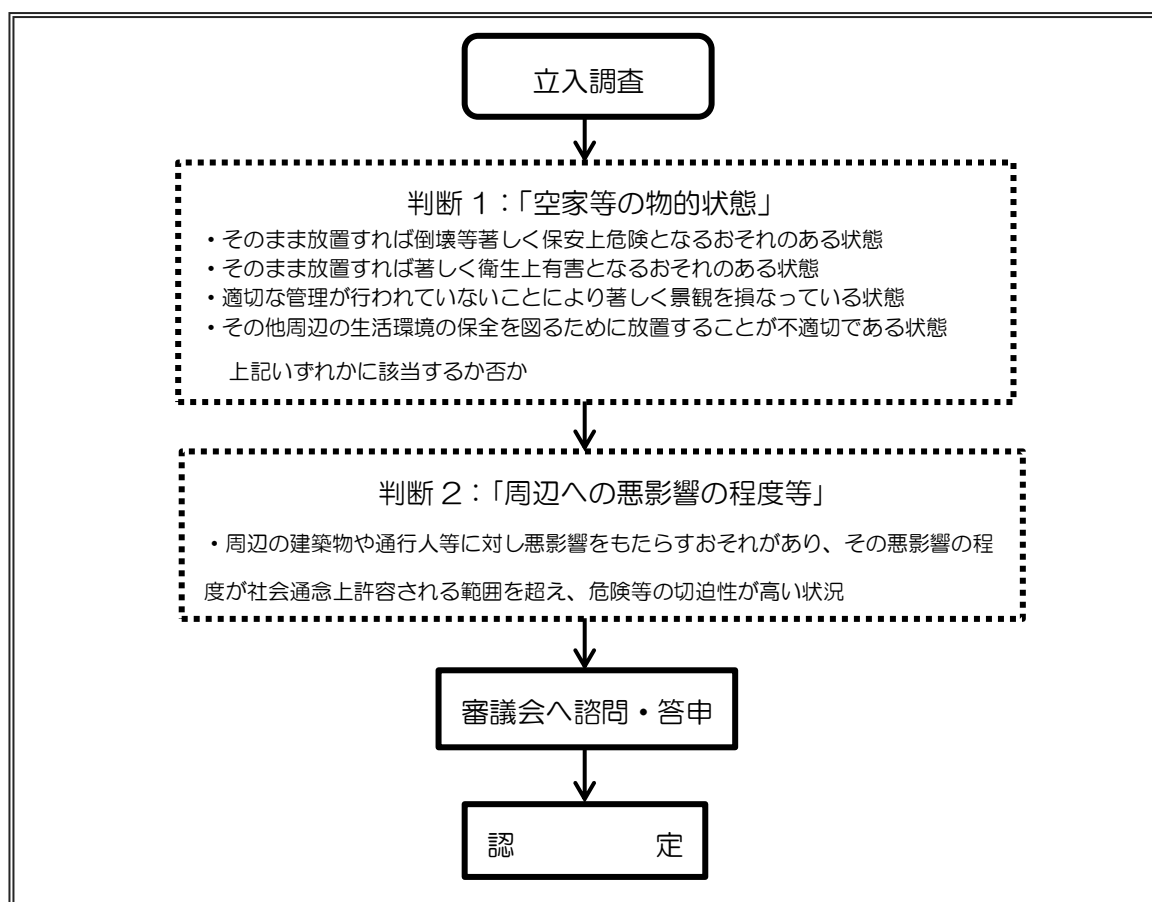 立入調査
判断１：「空家等の物的状態」
・そのまま放置すれば倒壊等著しく保安上危険となるおそれのある状態
・そのまま放置すれば著しく衛生上有害となるおそれのある状態
・適切な管理が行われていないことにより著しく景観を損なっている状態
・その他周辺の生活環境の保全を図るために放置することが不適切である状態
上記いずれかに該当するか否か
判断２：「周辺への悪影響の程度等」
・周辺の建築物や通行人等に対し悪影響をもたらすおそれがあり、その悪影響の程
度が社会通念上許容される範囲を超え、危険等の切迫性が高い状況
審議会へ諮問・答申
認　　　　定